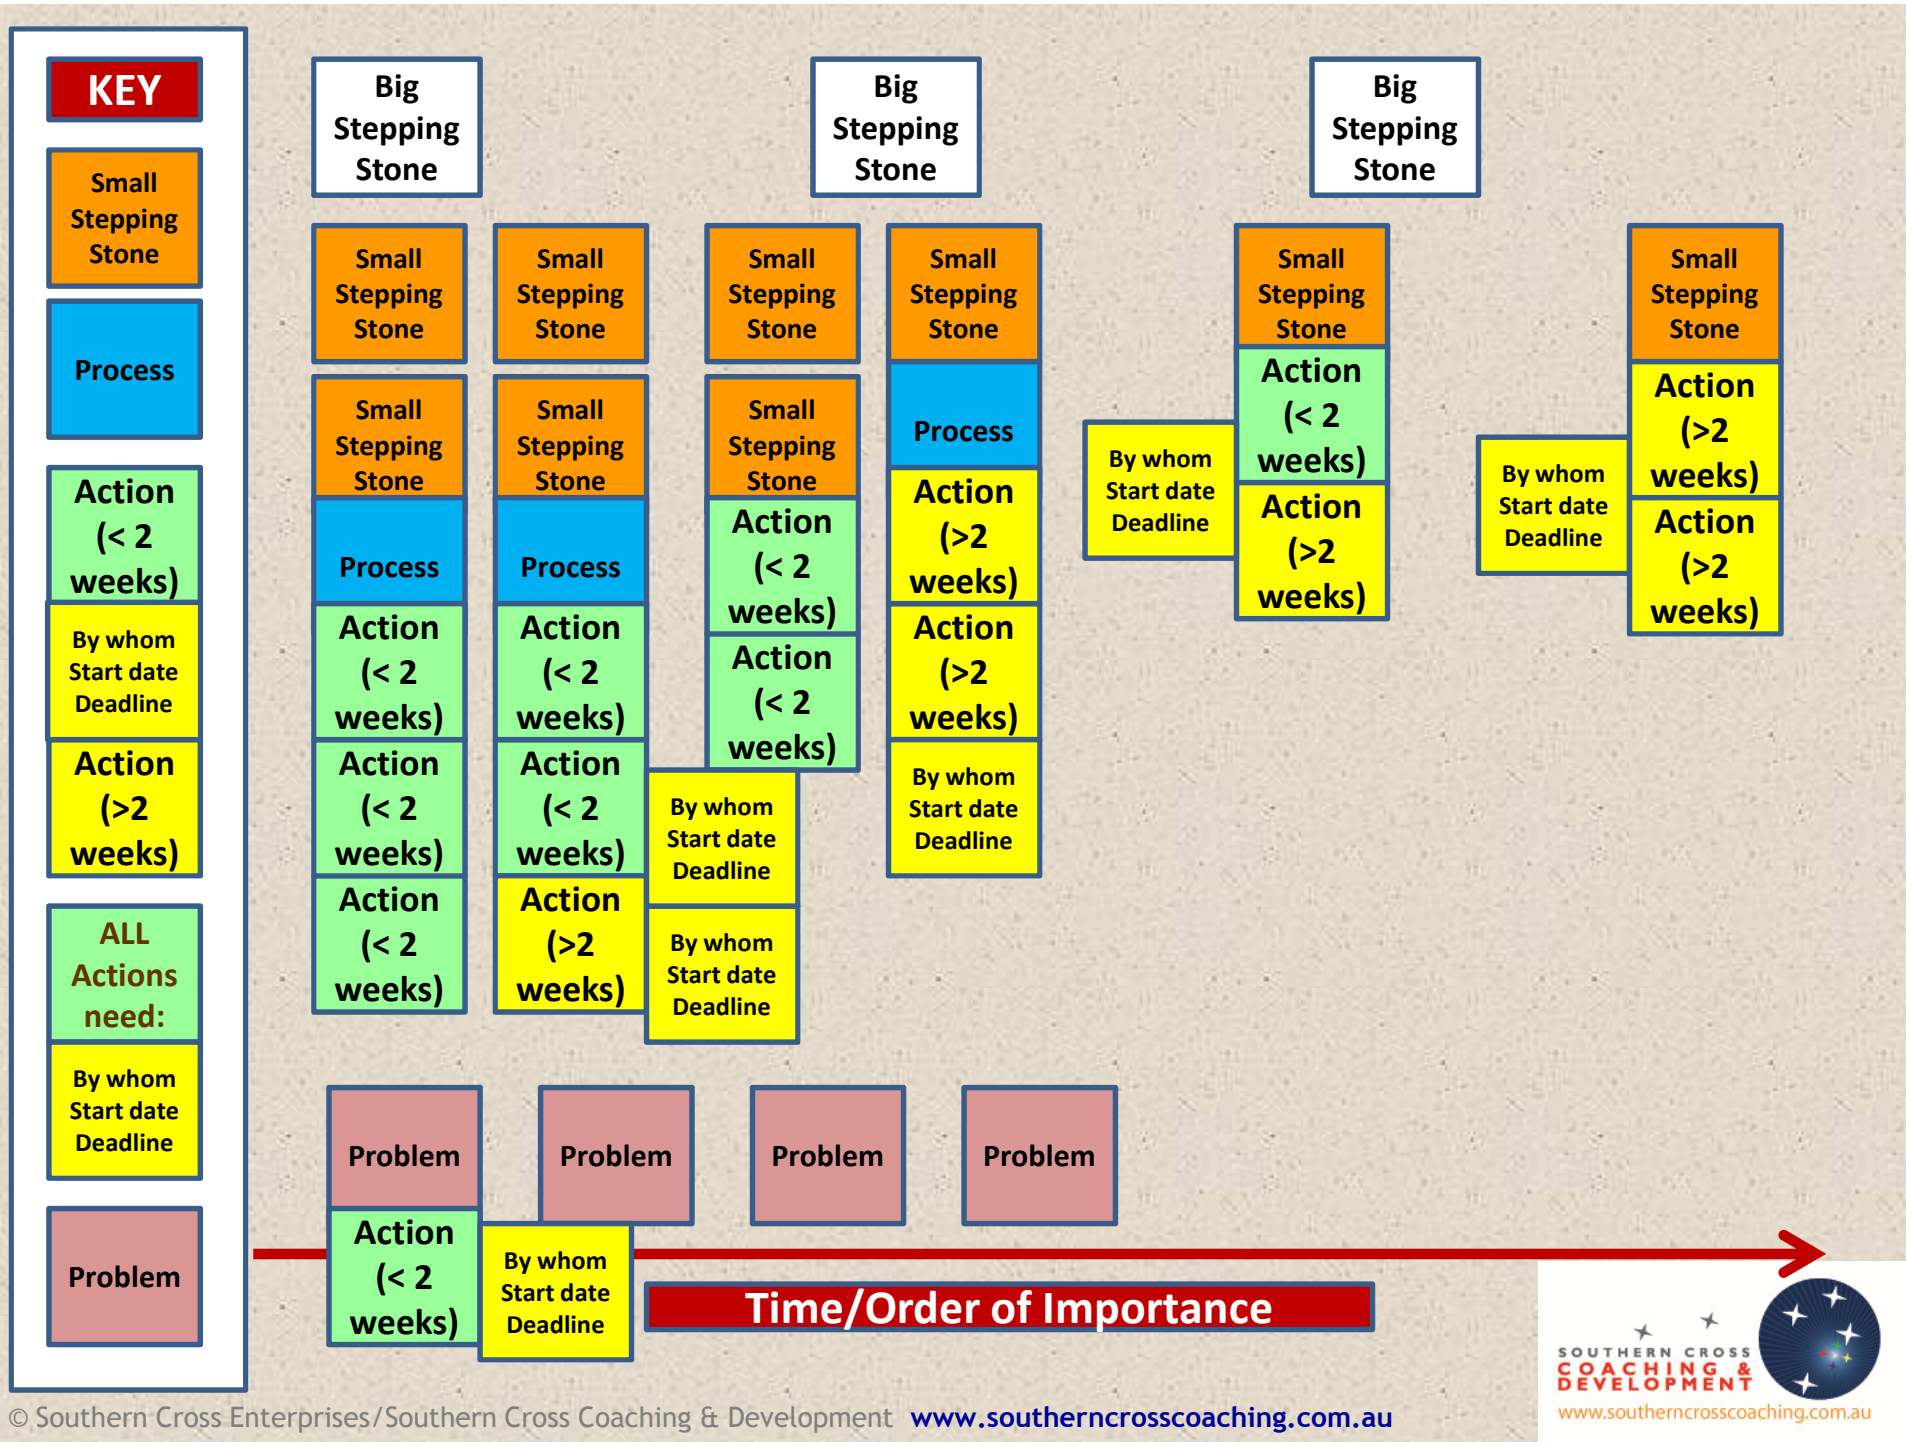 KEY
Small
Stepping
Stone
Process
Action
(< 2
weeks)
By whom
Start date
Deadline
Action
(>2
weeks)
ALL
Actions
need:
By whom
Start date
Deadline
Problem
Big
Stepping
Stone
Big
Stepping
Stone
Big
Stepping
Stone
Small
Stepping
Stone
Small
Stepping
Stone
Process
Action
(< 2
weeks)
Action
(< 2
weeks)
Action
(< 2
weeks)
Small
Stepping
Stone
Small
Stepping
Stone
Process
Action
(< 2
weeks)
Action
(< 2
weeks)
Action
(>2
weeks)
By whom
Start date
Deadline
By whom
Start date
Deadline
Small
Stepping
Stone
Small
Stepping
Stone
Action
(< 2
weeks)
Action
(< 2
weeks)
Small
Stepping
Stone
Process
Action
(>2
weeks)
Action
(>2
weeks)
By whom
Start date
Deadline
Small
Stepping
Stone
Action
(< 2
weeks)
By whom
Start date
Deadline
Action
(>2
weeks)
Small
Stepping
Stone
Action
(>2
weeks)
By whom
Start date
Deadline
Action
(>2
weeks)
Problem
Problem
Problem
Problem
Action
(< 2
weeks)
By whom
Start date
Deadline
Time/Order of Importance
SOUTHERN CROSS
COACHING &
DEVELOPMENT
www.southerncrosscoaching.com.au
© Southern Cross Enterprises/Southern Cross Coaching & Development www.southerncrosscoaching.com.au